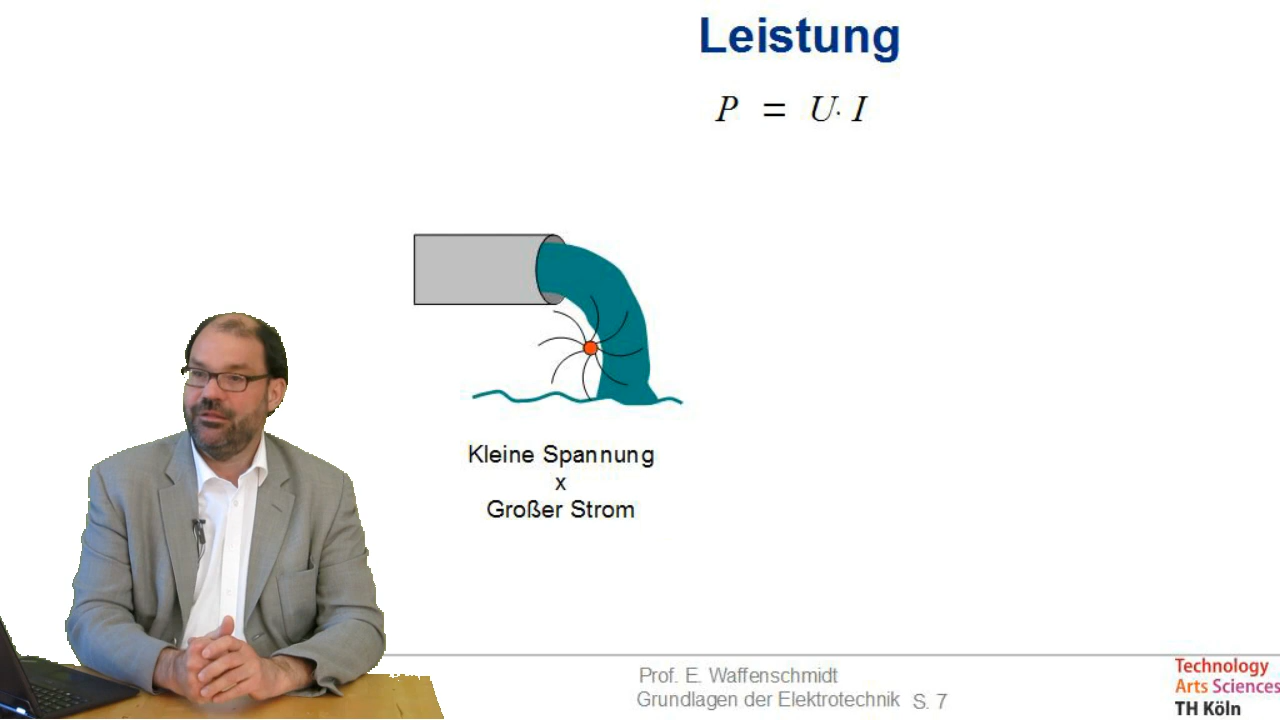 Leistung
P = U · I
Kleine Spannung
x
Großer Strom
Prof. E. Waffenschmidt
Grundlagen der Elektrotechnik S. 7
Technology
Arts Sciences
TH Köln